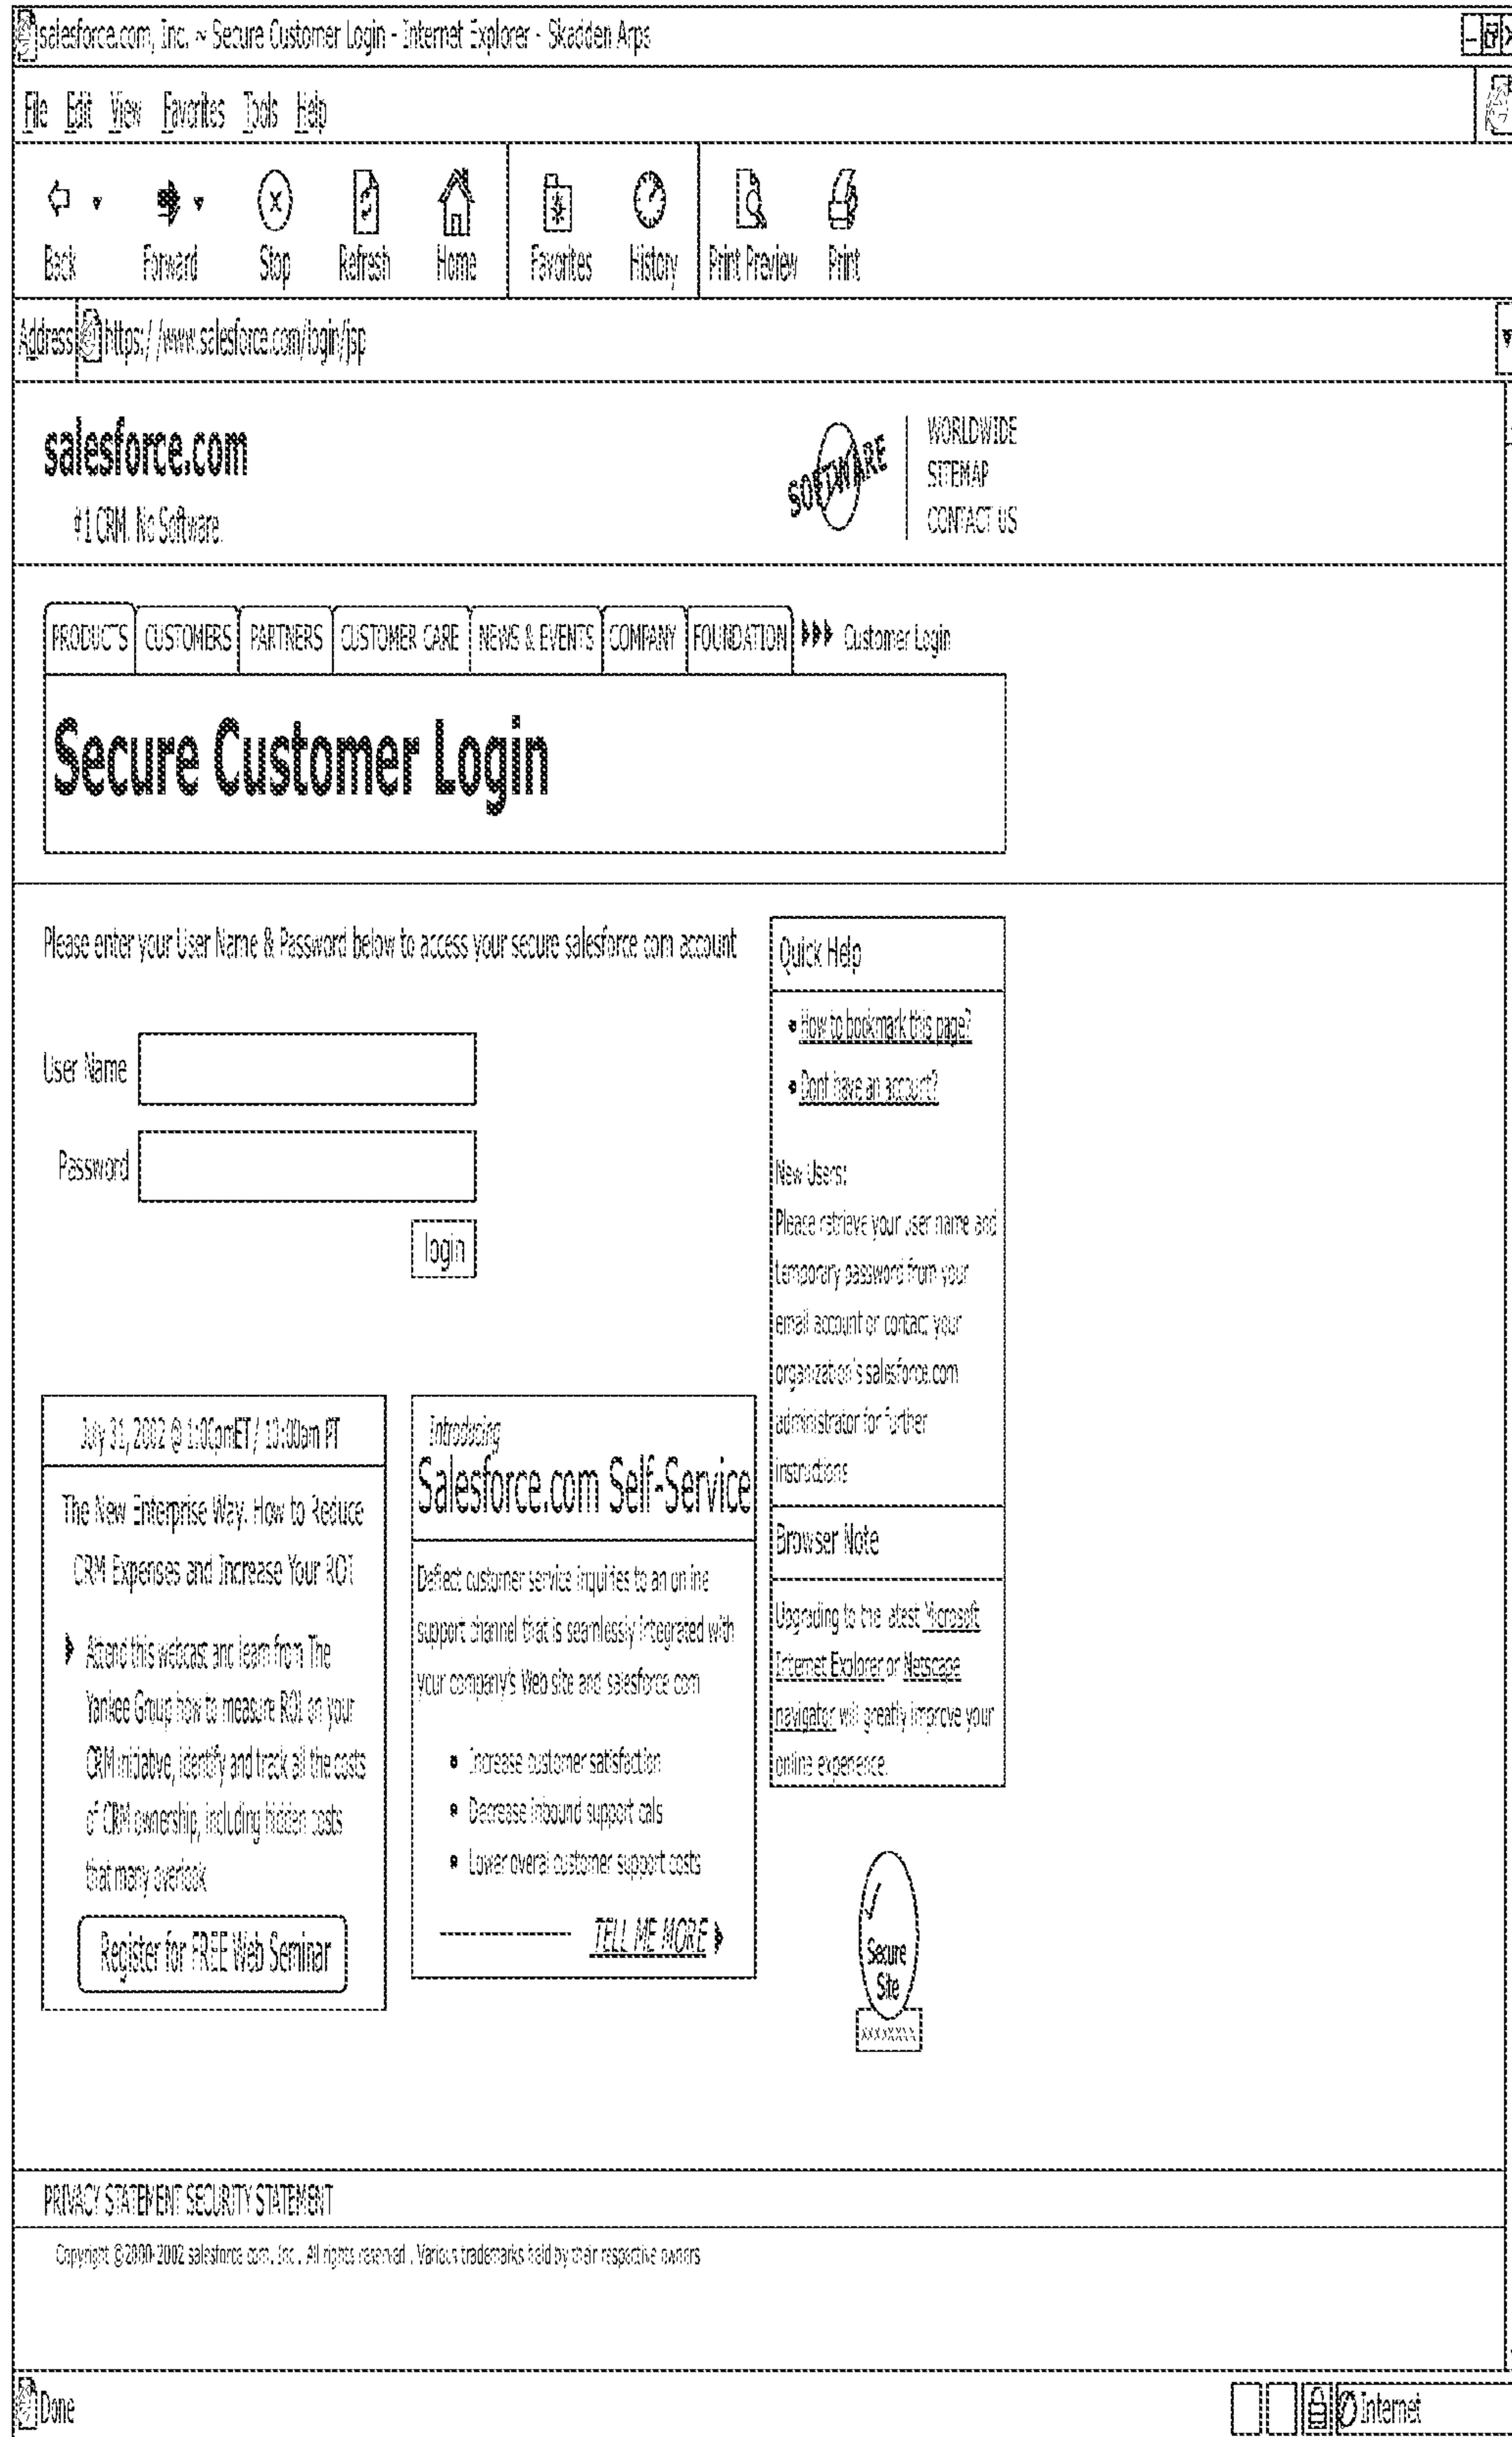 salesforce.com, Inc. ~ Secure Customer Login - Internet Explorer - Skadden Arps
File Edit View Favorites Tools Help
Back Forward Stop Refresh Home Favorites History Print Preview Print
Address https://www.salesforce.com/login/jsp
salesforce.com
#1 CRM. No Software.
SOFTWARE
WORLDWIDE
SITEMAP
CONTACT US
PRODUCTS CUSTOMERS PARTNERS CUSTOMER CARE NEWS & EVENTS COMPANY FOUNDATION Customer Login
Secure Customer Login
Please enter your User Name & Password below to access your secure salesforce com account
User Name
Password
login
July 31, 2002 @ 1:00pmET / 10:00am PT
The New Enterprise Way. How to Reduce
CRM Expenses and Increase Your ROI
Attend this webcast and learn from The
Yankee Group how to measure ROI on your
CRM initiative, identify and track all the costs
of CRM ownership, including hidden costs
that many overlook
Register for FREE Web Seminar
Introducing
Salesforce.com Self-Service
Deflect customer service inquiries to an online
support channel that is seamlessly integrated with
your company's Web site and salesforce com
Increase customer satisfaction
Decrease inbound support cals
Lower overal customer support costs
TELL ME MORE
Quick Help
How to bookmark this page?
Dont have an account?
New Users:
Please retrieve your user name and
temporary password from your
email account or contact your
organization's salesforce.com
administrator for further
instructions
Browser Note
Upgrading to the latest Microsoft
Internet Explorer or Netscape
navigator will greatly improve your
online experience.
Secure
Site
xxxxxxxx
PRIVACY STATEMENT SECURITY STATEMENT
Copyright ©2000-2002 salesforce com, Inc. All rights reserved. Various trademarks held by their respective owners
Done
Internet